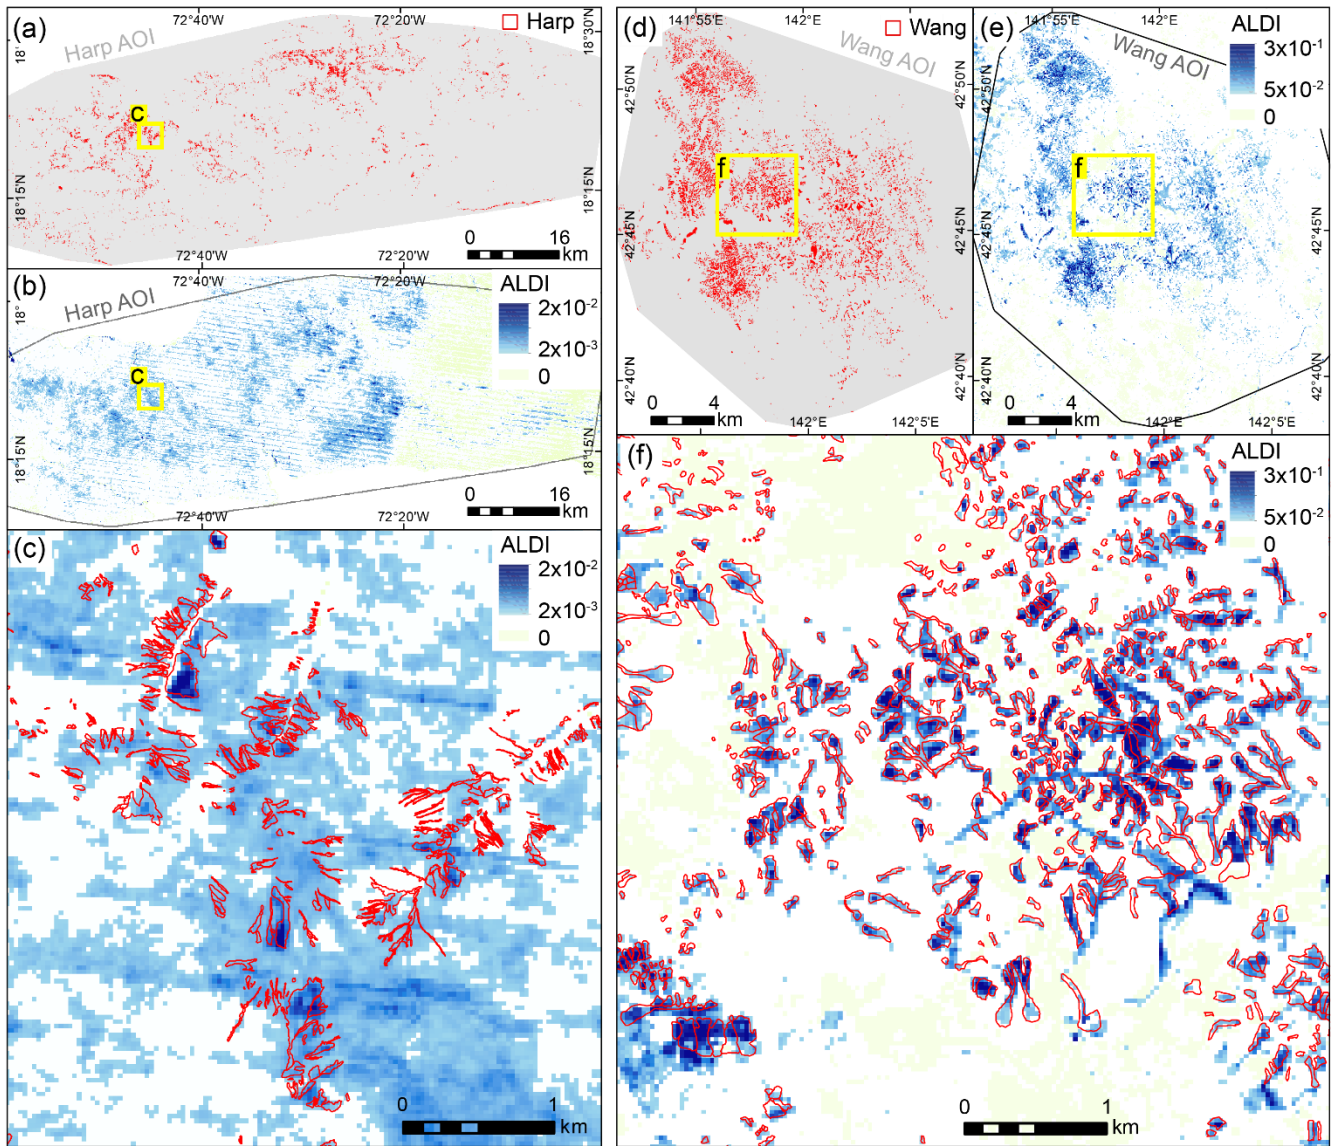 (a)
72°40'W
72°20'W
Harp
Harp AOI
18°
18°30'N
C
18°15'N
18°15'N
0 16
km
72°40'W
72°20'W
(b)
Harp AOI
ALDI
2x10⁻²
2x10⁻³
0
18°
C
18°15'N
18°15'N
0 16
km
72°40'W
72°20'W
(c)
ALDI
2x10⁻²
2x10⁻³
0
0 1
km
(d)
141°55'E
142°E
Wang
Wang AOI
42°50'N
42°50'N
f
42°45'N
42°45'N
42°40'N
42°40'N
0 4
km
142°E
142°5'E
(e)
141°55'E
142°E
Wang AOI
ALDI
3x10⁻¹
5x10⁻²
0
42°50'N
f
42°45'N
42°40'N
0 4
km
142°E
142°5'E
(f)
ALDI
3x10⁻¹
5x10⁻²
0
0 1
km